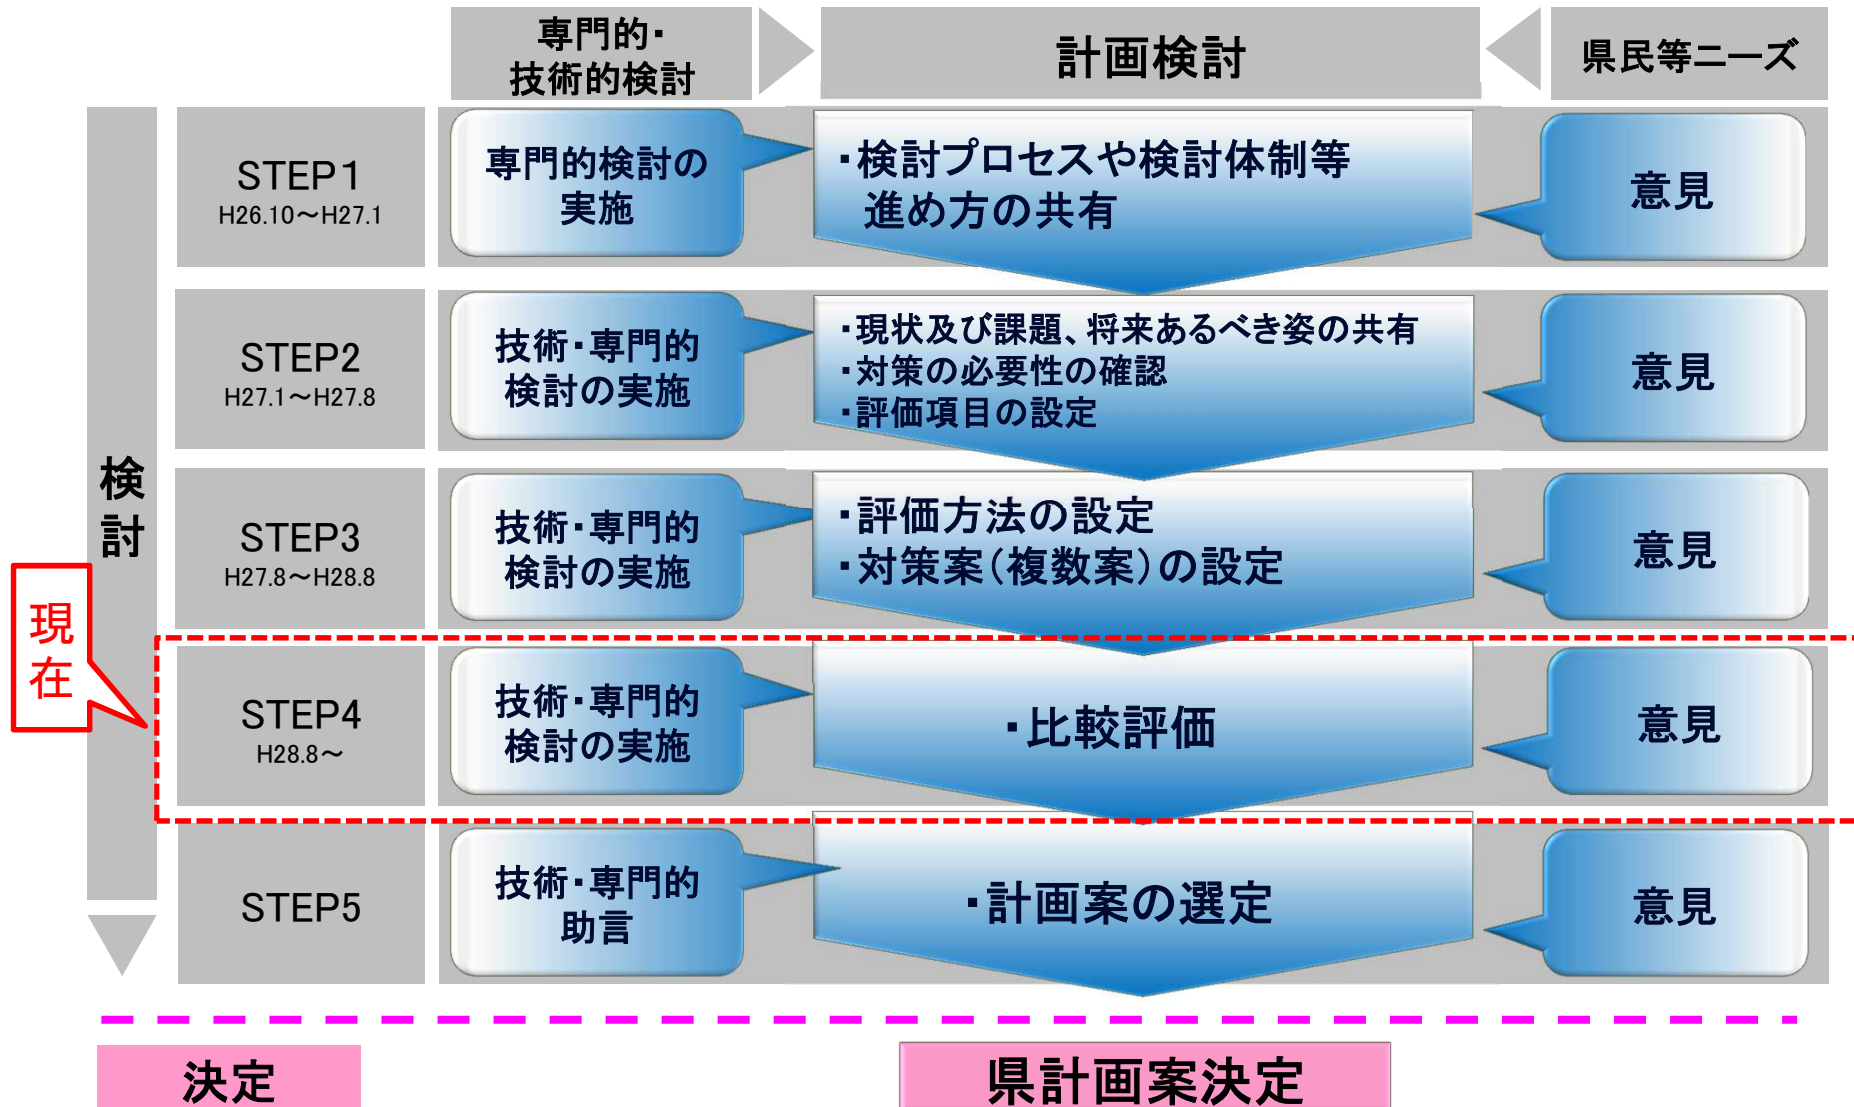 専門的・
技術的検討
計画検討
県民等ニーズ
検
討
現
在
STEP1
H26.10～H27.1
専門的検討の
実施
・検討プロセスや検討体制等
進め方の共有
意見
STEP2
H27.1～H27.8
技術・専門的
検討の実施
・現状及び課題、将来あるべき姿の共有
・対策の必要性の確認
・評価項目の設定
意見
STEP3
H27.8～H28.8
技術・専門的
検討の実施
・評価方法の設定
・対策案（複数案）の設定
意見
STEP4
H28.8～
技術・専門的
検討の実施
・比較評価
意見
STEP5
技術・専門的
助言
・計画案の選定
意見
決定
県計画案決定